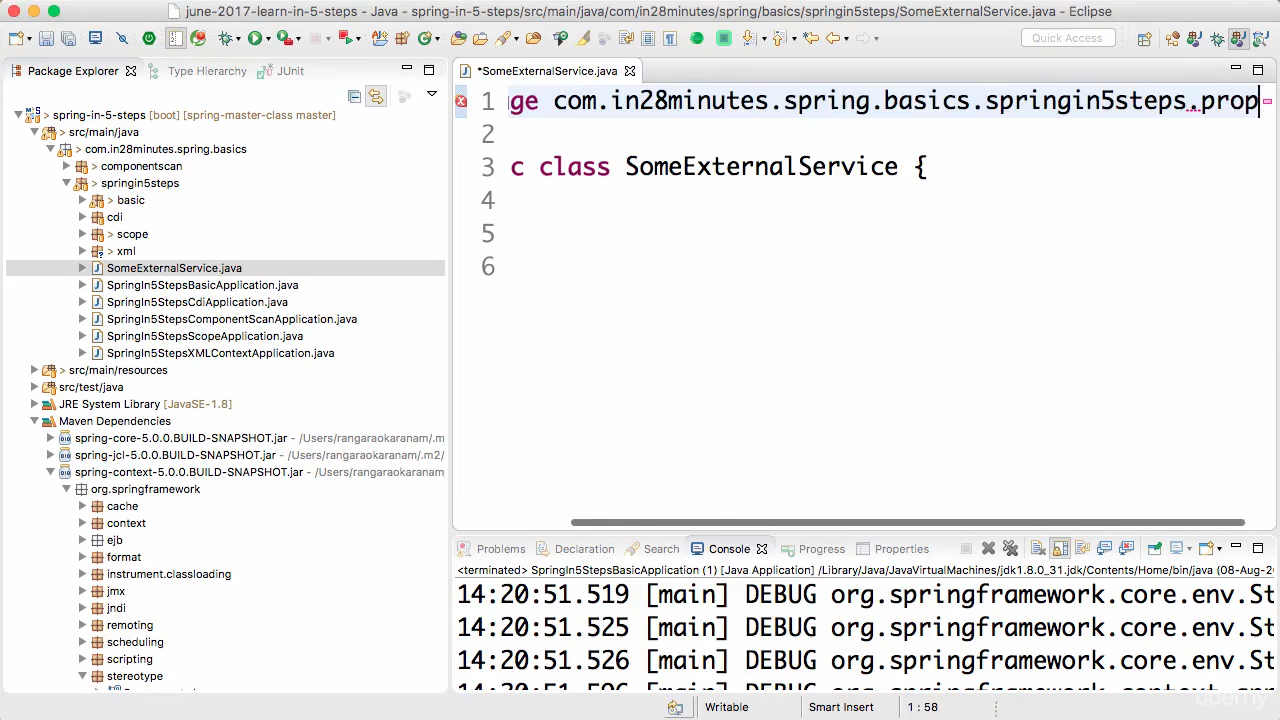 june-2017-learn-in-5-steps - Java - spring-in-5-steps/src/main/java/com/in28minutes/spring/basics/springin5steps/SomeExternalService.java - Eclipse
Quick Access
Package Explorer
Type Hierarchy
JUnit
> spring-in-5-steps [boot] [spring-master-class master]
> src/main/java
> com.in28minutes.spring.basics
> componentscan
> springin5steps
> basic
cdi
> scope
> xml
SomeExternalService.java
SpringIn5StepsBasicApplication.java
SpringIn5StepsCdiApplication.java
SpringIn5StepsComponentScanApplication.java
SpringIn5StepsScopeApplication.java
SpringIn5StepsXMLContextApplication.java
> src/main/resources
src/test/java
JRE System Library [JavaSE-1.8]
Maven Dependencies
spring-core-5.0.0.BUILD-SNAPSHOT.jar - /Users/rangaraokaranam/.m
spring-jcl-5.0.0.BUILD-SNAPSHOT.jar - /Users/rangaraokaranam/.m2/
spring-context-5.0.0.BUILD-SNAPSHOT.jar - /Users/rangaraokaranam
org.springframework
cache
context
ejb
format
instrument.classloading
jmx
jndi
remoting
scheduling
scripting
stereotype
*SomeExternalService.java
1 ge com.in28minutes.spring.basics.springin5steps.prop
2
3 c class SomeExternalService {
4
5
6
Problems Declaration Search Console Progress Properties
<terminated> SpringIn5StepsBasicApplication (1) [Java Application] /Library/Java/JavaVirtualMachines/jdk1.8.0_31.jdk/Contents/Home/bin/java (08-Aug-2
14:20:51.519 [main] DEBUG org.springframework.core.env.St
14:20:51.525 [main] DEBUG org.springframework.core.env.St
14:20:51.526 [main] DEBUG org.springframework.core.env.St
Writable
Smart Insert
1 : 58
udemy